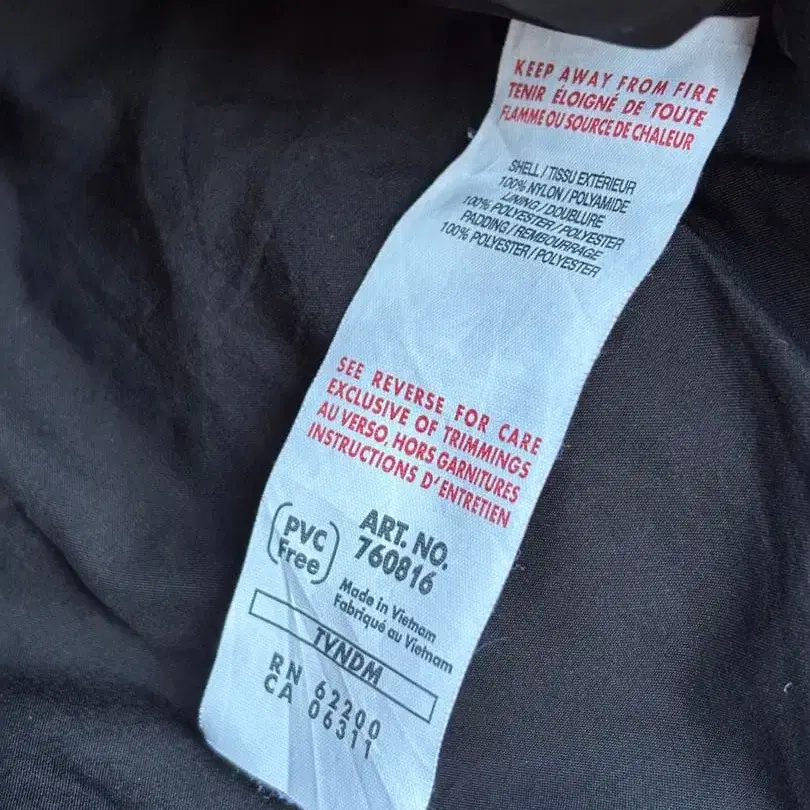 KEEP AWAY FROM FIRE
TENIR ÉLOIGNÉ DE TOUTE
FLAMME OU SOURCE DE CHALEUR
SHELL / TISSU EXTÉRIEUR
100% NYLON / POLYAMIDE
LINING / DOUBLURE
100% POLYESTER / POLYESTER
PADDING / REMBOURRAGE
100% POLYESTER / POLYESTER
SEE REVERSE FOR CARE
EXCLUSIVE OF TRIMMINGS
AU VERSO, HORS GARNITURES
INSTRUCTIONS D'ENTRETIEN
PVC
Free
ART. NO.
760816
Made in Vietnam
Fabriqué au Vietnam
TVNDM
RN 62200
CA 06311